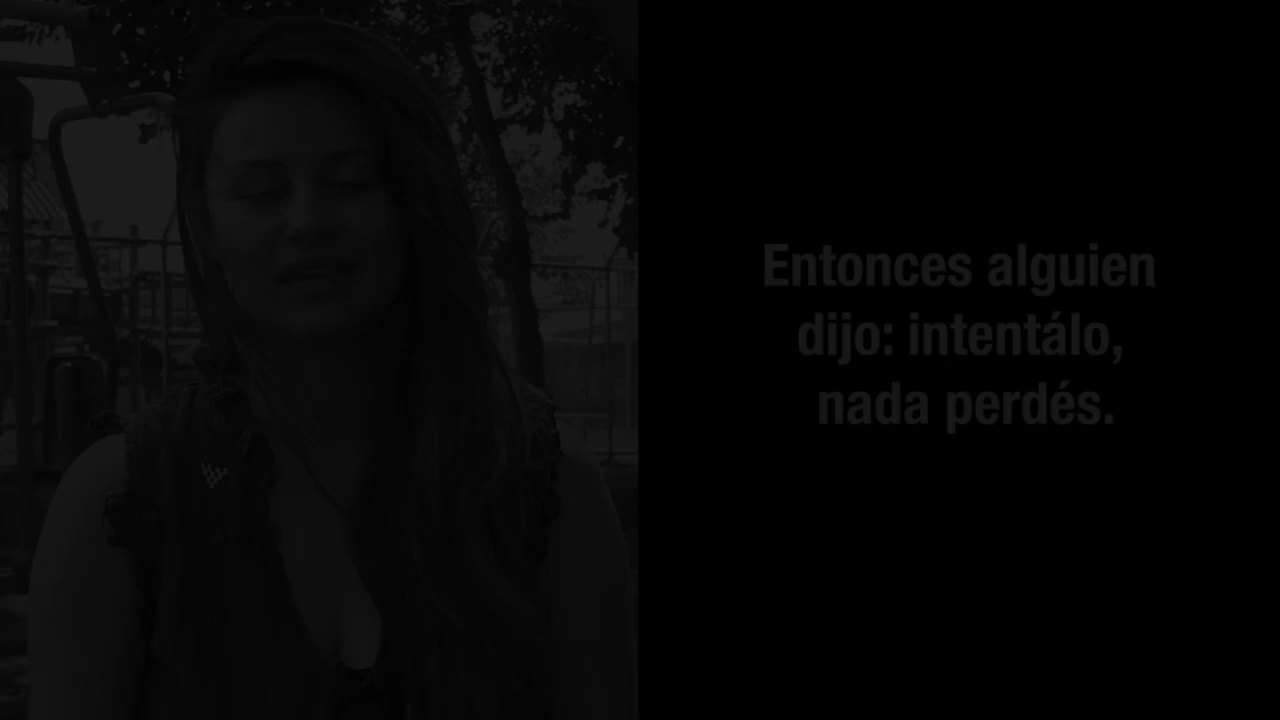 Entonces alguien
dijo: intentálo,
nada perdés.